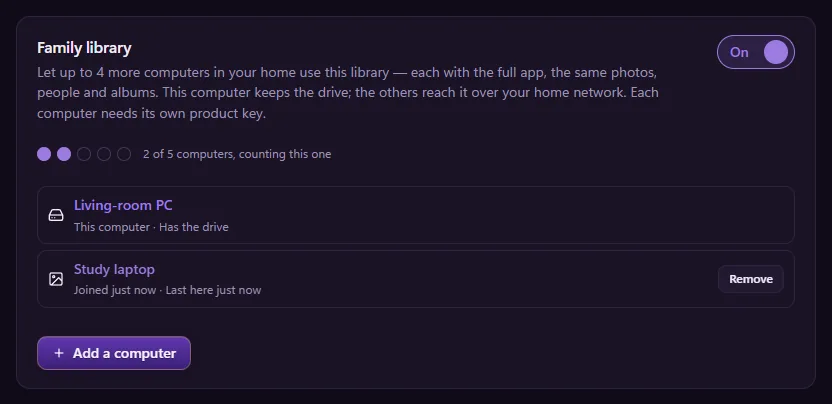 Family library
On
Let up to 4 more computers in your home use this library — each with the full app, the same photos,
people and albums. This computer keeps the drive; the others reach it over your home network. Each
computer needs its own product key.
2 of 5 computers, counting this one
Living-room PC
This computer · Has the drive
Study laptop
Joined just now · Last here just now
Remove
+ Add a computer